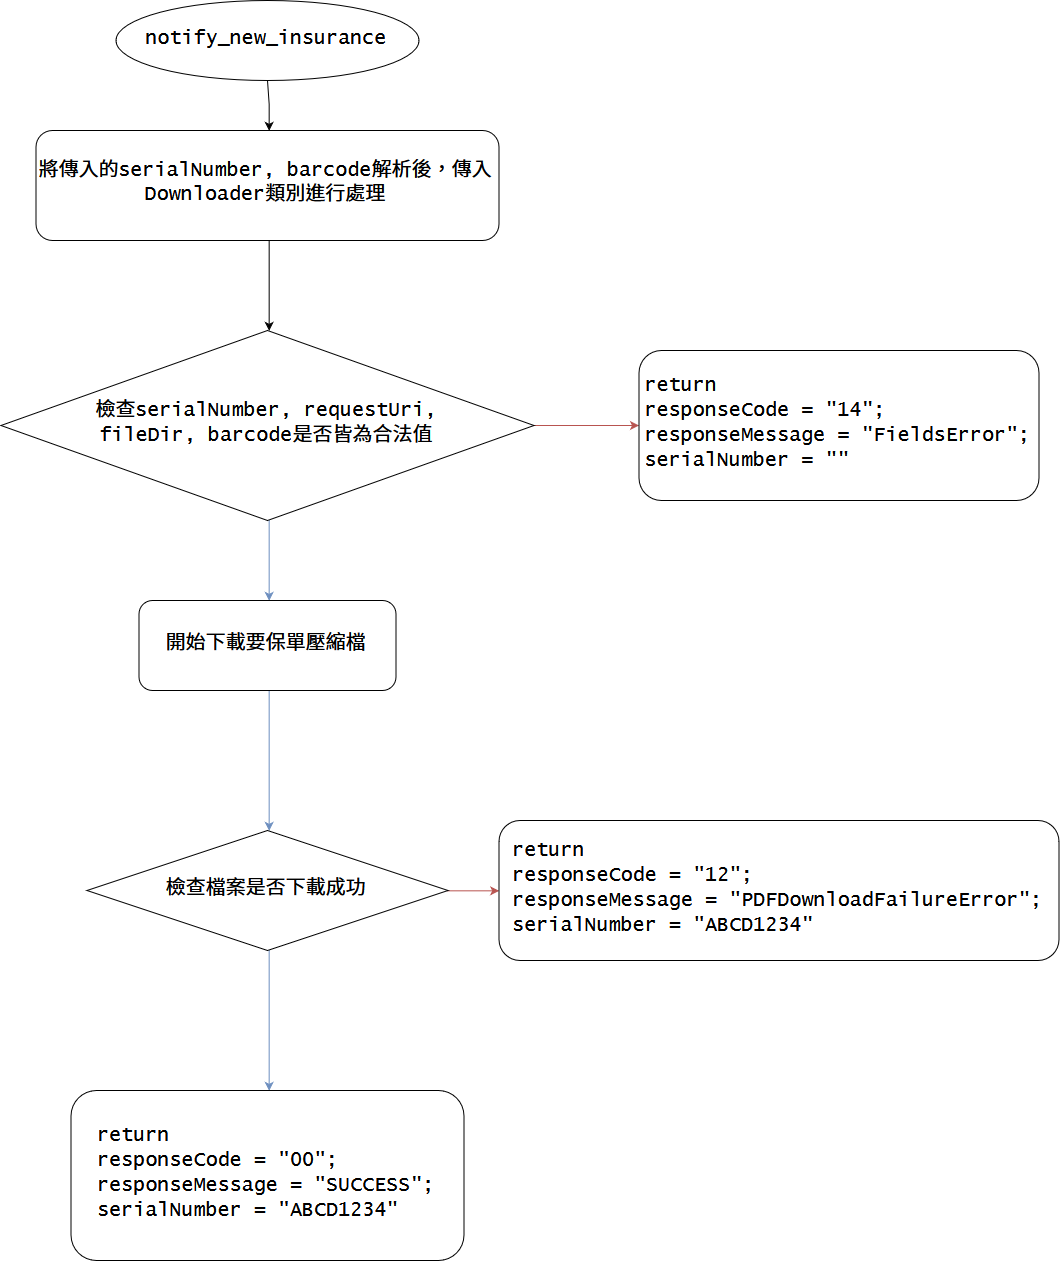 notify_new_insurance
將傳入的serialNumber, barcode解析後，傳入
Downloader類別進行處理
檢查serialNumber, requestUri,
fileDir, barcode是否皆為合法值
return
responseCode = "14";
responseMessage = "FieldsError";
serialNumber = ""
開始下載要保單壓縮檔
檢查檔案是否下載成功
return
responseCode = "12";
responseMessage = "PDFDownloadFailureError";
serialNumber = "ABCD1234"
return
responseCode = "00";
responseMessage = "SUCCESS";
serialNumber = "ABCD1234"